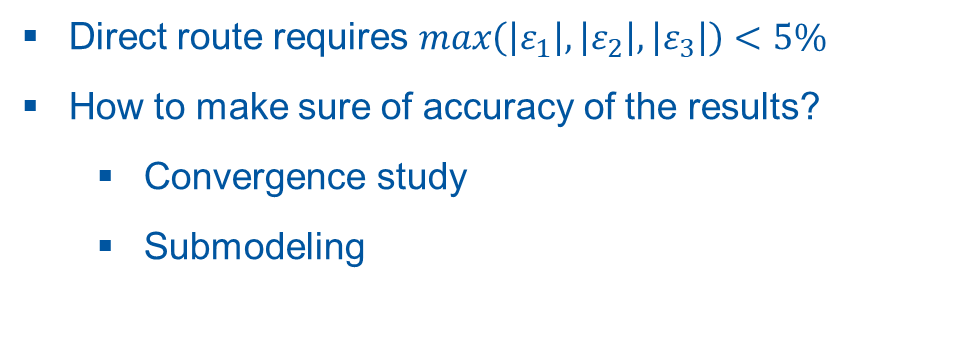 ▪ Direct route requires max(|ε₁|, |ε₂|, |ε₃|) < 5%
▪ How to make sure of accuracy of the results?
▪ Convergence study
▪ Submodeling